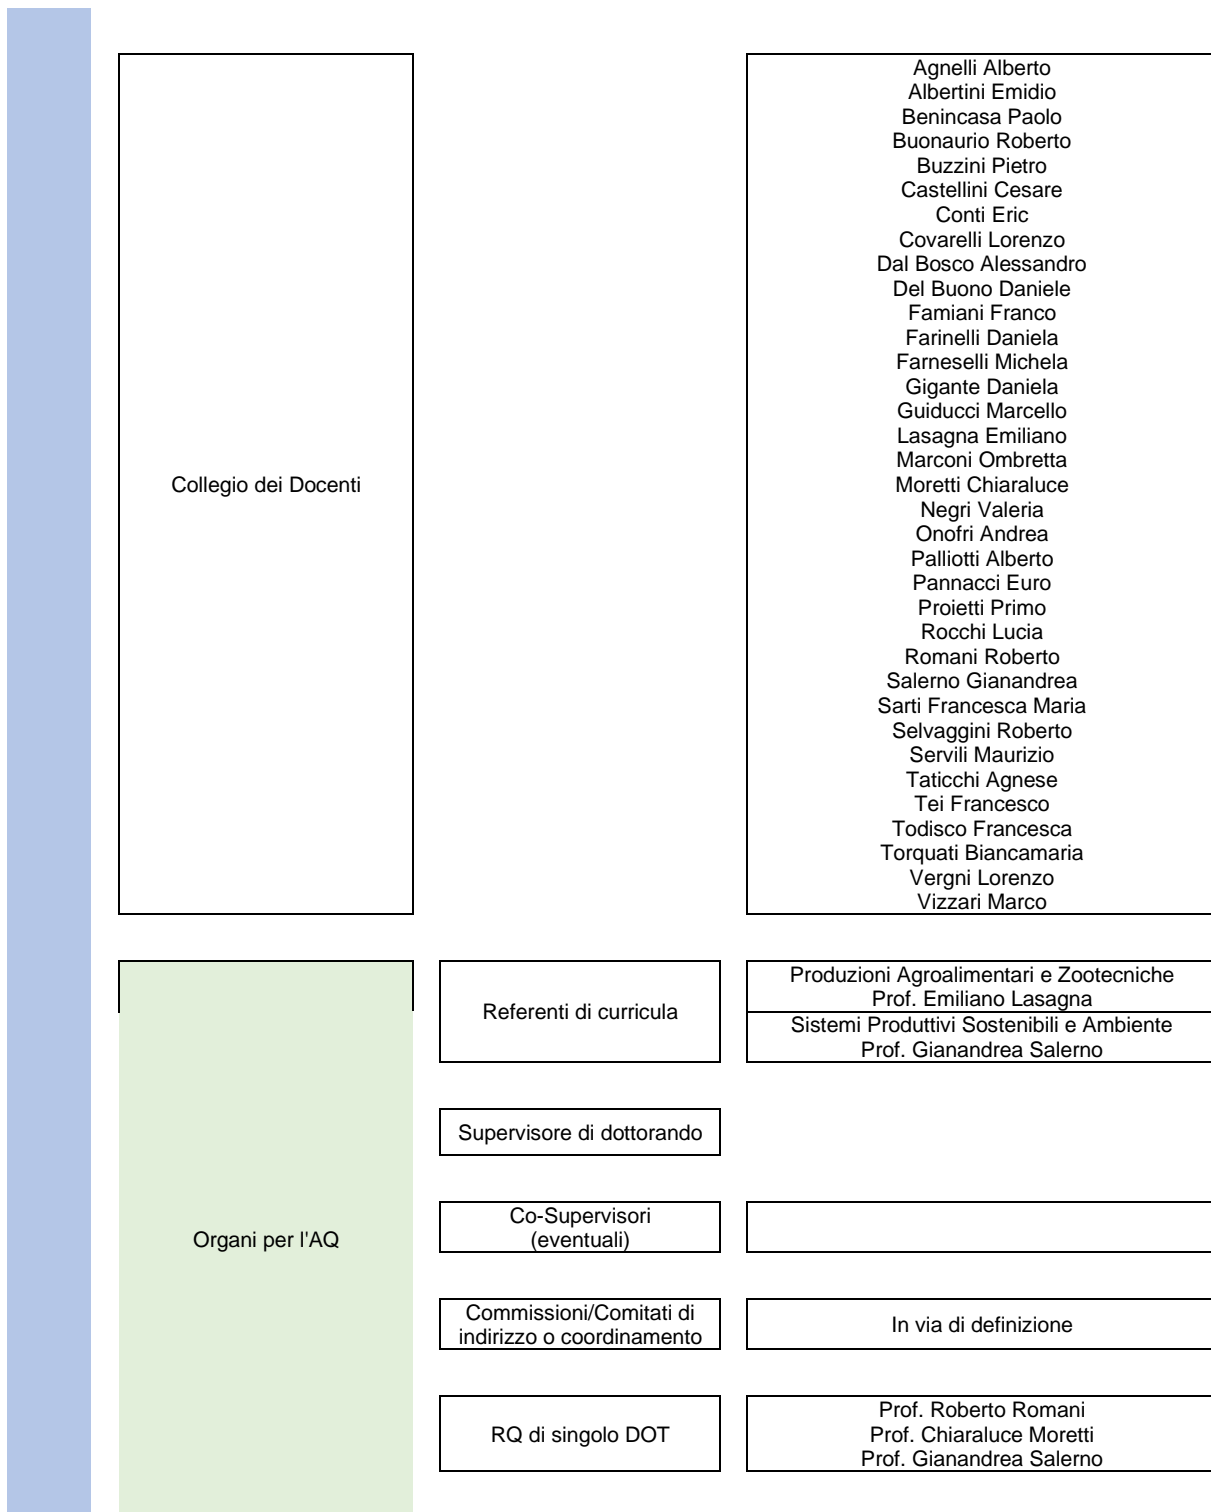 Collegio dei Docenti
Agnelli Alberto
Albertini Emidio
Benincasa Paolo
Buonaurio Roberto
Buzzini Pietro
Castellini Cesare
Conti Eric
Covarelli Lorenzo
Dal Bosco Alessandro
Del Buono Daniele
Famiani Franco
Farinelli Daniela
Farneselli Michela
Gigante Daniela
Guiducci Marcello
Lasagna Emiliano
Marconi Ombretta
Moretti Chiaraluce
Negri Valeria
Onofri Andrea
Palliotti Alberto
Pannacci Euro
Proietti Primo
Rocchi Lucia
Romani Roberto
Salerno Gianandrea
Sarti Francesca Maria
Selvaggini Roberto
Servili Maurizio
Taticchi Agnese
Tei Francesco
Todisco Francesca
Torquati Biancamaria
Vergni Lorenzo
Vizzari Marco
Organi per l'AQ
Referenti di curricula
Produzioni Agroalimentari e Zootecniche
Prof. Emiliano Lasagna
Sistemi Produttivi Sostenibili e Ambiente
Prof. Gianandrea Salerno
Supervisore di dottorando
Co-Supervisori
(eventuali)
Commissioni/Comitati di
indirizzo o coordinamento
In via di definizione
RQ di singolo DOT
Prof. Roberto Romani
Prof. Chiaraluce Moretti
Prof. Gianandrea Salerno